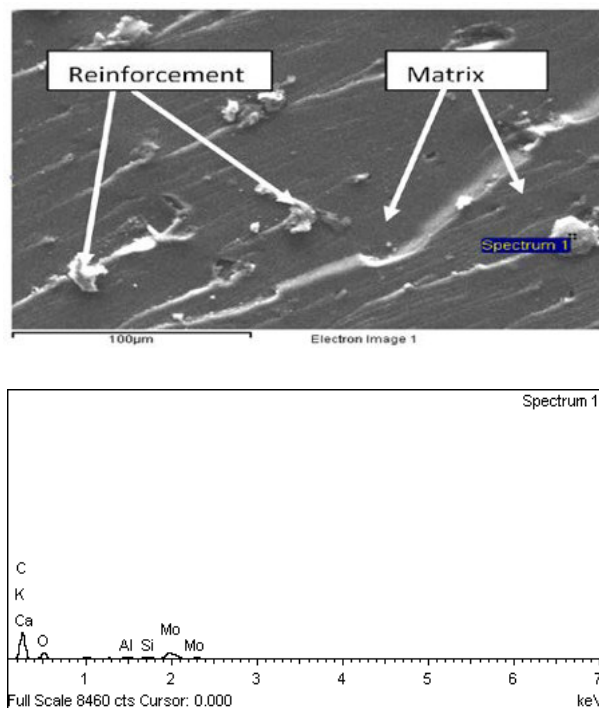 Reinforcement
Matrix
Spectrum 1
100µm
Electron Image 1
Spectrum 1
C
K
Ca
O
Al
Si
Mo
Mo
1
2
3
4
5
6
7
Full Scale 8460 cts Cursor: 0.000
keV